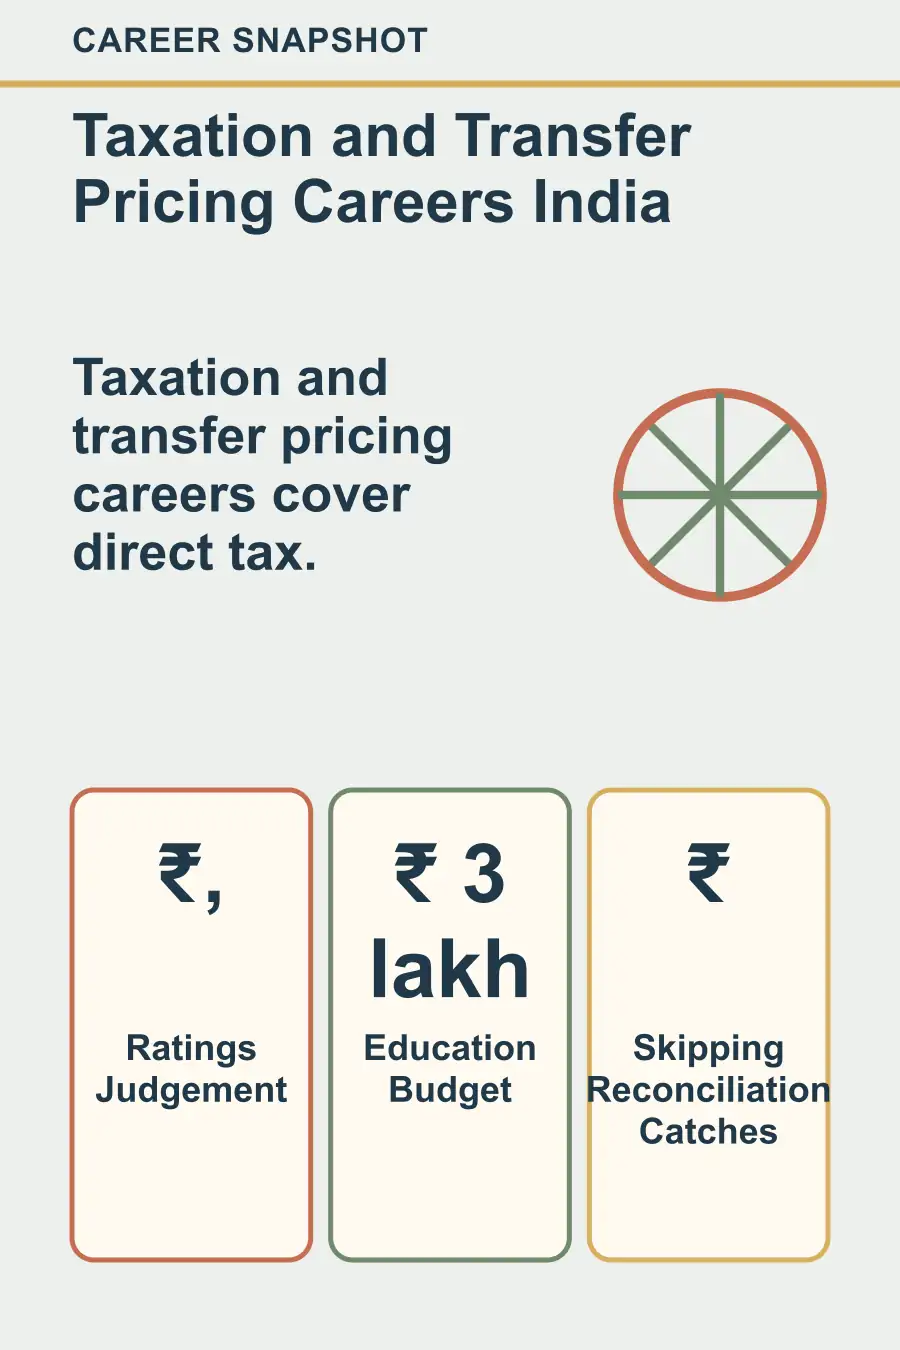 CAREER SNAPSHOT
Taxation and Transfer
Pricing Careers India
Taxation and
transfer pricing
careers cover
direct tax.
₹,
Ratings
Judgement
₹ 3
lakh
Education
Budget
₹
Skipping
Reconciliation
Catches